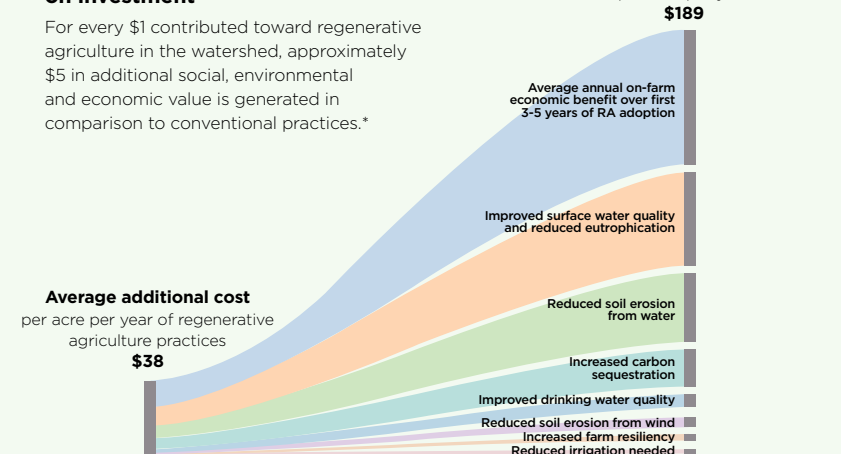 on investment
For every $1 contributed toward regenerative
agriculture in the watershed, approximately
$5 in additional social, environmental
and economic value is generated in
comparison to conventional practices.*
$189
Average annual on-farm
economic benefit over first
3-5 years of RA adoption
Improved surface water quality
and reduced eutrophication
Average additional cost
per acre per year of regenerative
agriculture practices
$38
Reduced soil erosion
from water
Increased carbon
sequestration
Improved drinking water quality
Reduced soil erosion from wind
Increased farm resiliency
Reduced irrigation needed